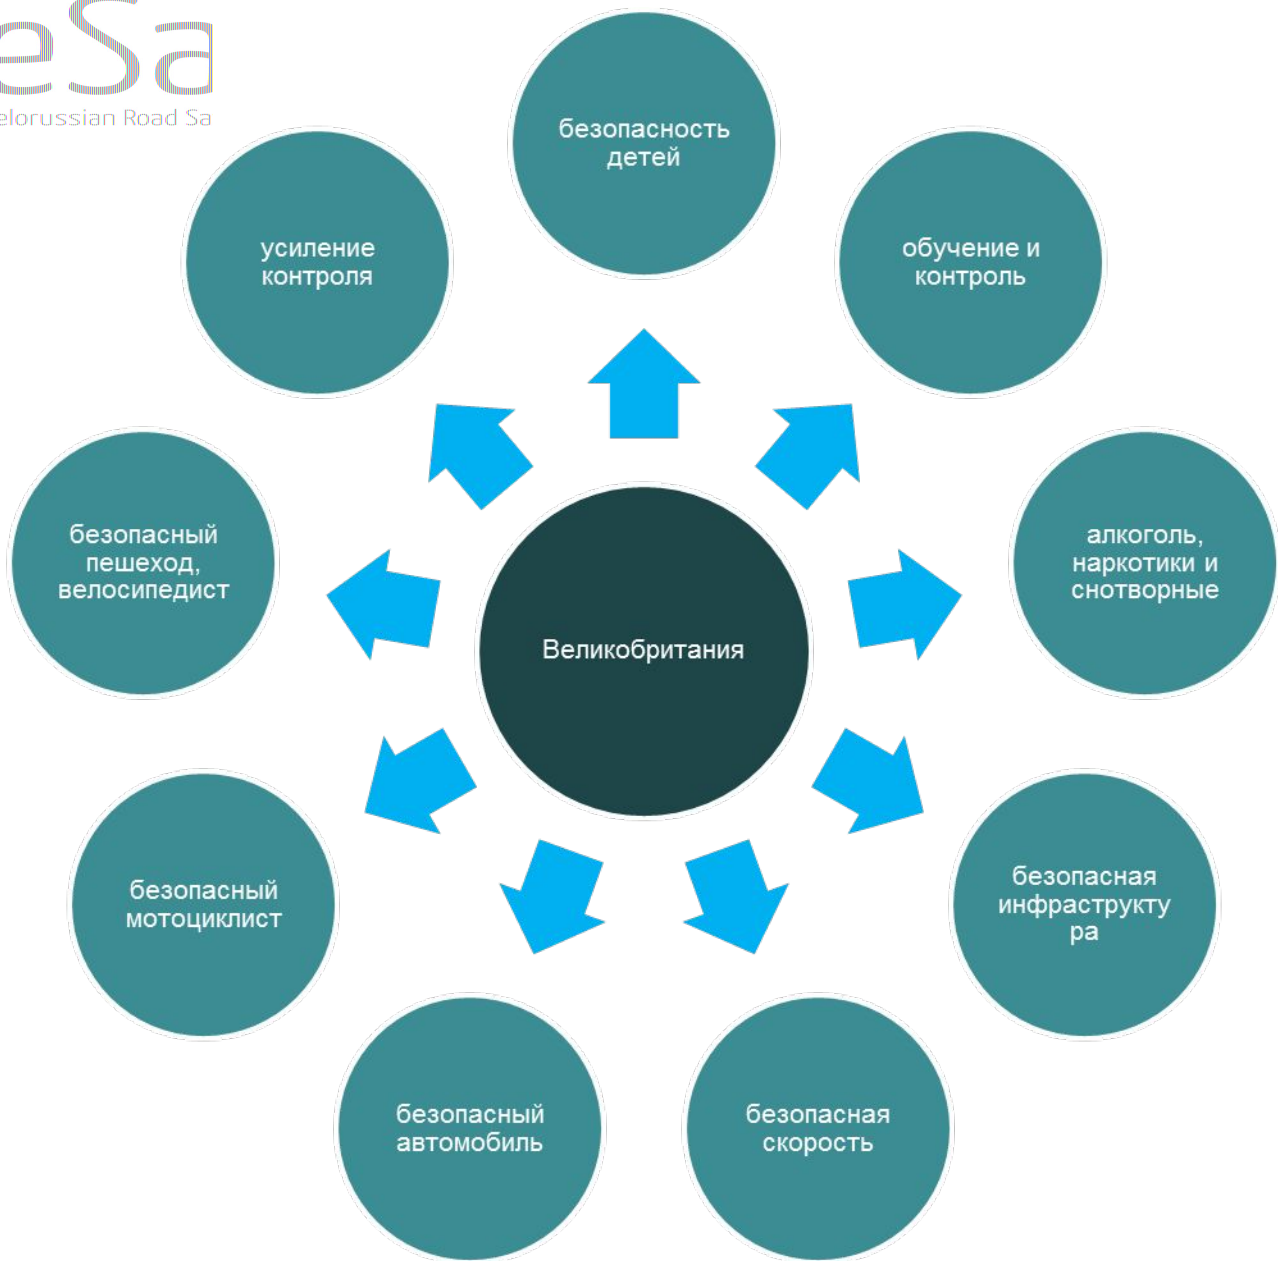 eSa
elorussian Road Sa
безопасность
детей
усиление
контроля
обучение и
контроль
безопасный
пешеход,
велосипедист
алкоголь,
наркотики и
снотворные
Великобритания
безопасный
мотоциклист
безопасная
инфраструкту
ра
безопасный
автомобиль
безопасная
скорость